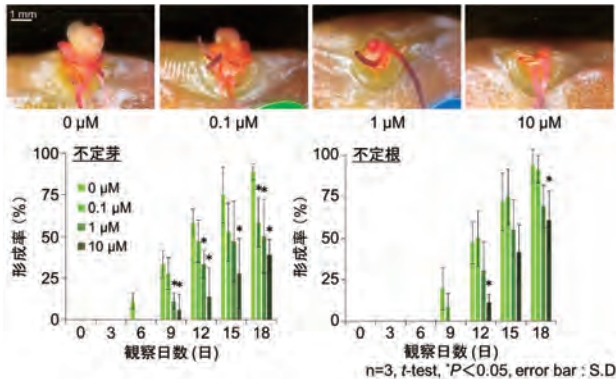 1 mm
0 μM 0.1 μM 1 μM 10 μM
不定芽
形成率 (%)
100
75
50
25
0
0 μM
0.1 μM
1 μM
10 μM
* * * * * * * *
0 3 6 9 12 15 18
観察日数 (日)
不定根
形成率 (%)
100
75
50
25
0
* *
0 3 6 9 12 15 18
観察日数 (日)
n=3, t-test, *P<0.05, error bar : S.D